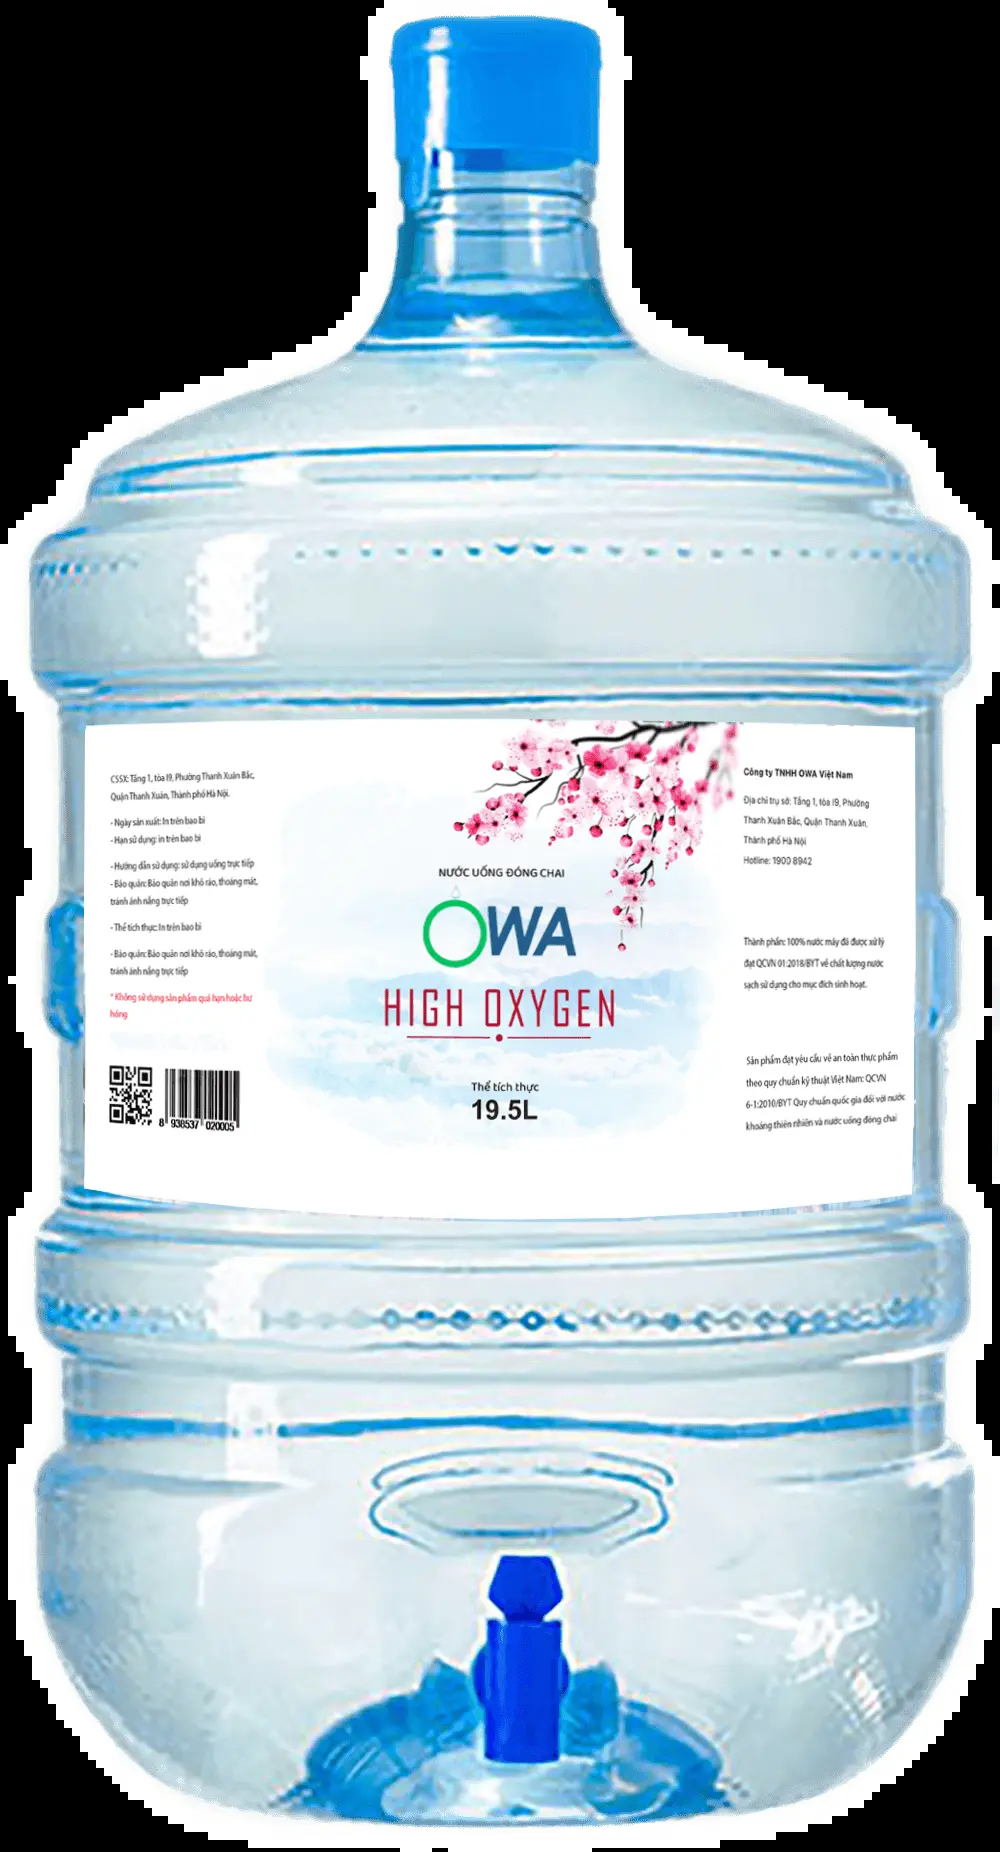 CSSX: Tầng 1, tòa I9, Phường Thanh Xuân Bắc,
Quận Thanh Xuân, Thành phố Hà Nội.
- Ngày sản xuất: In trên bao bì
- Hạn sử dụng: in trên bao bì
- Hướng dẫn sử dụng: sử dụng uống trực tiếp
- Bảo quản: Bảo quản nơi khô ráo, thoáng mát,
tránh ánh nắng trực tiếp
- Thể tích thực: In trên bao bì
- Bảo quản: Bảo quản nơi khô ráo, thoáng mát,
tránh ánh nắng trực tiếp
* Không sử dụng sản phẩm quá hạn hoặc hư
hỏng
8 938537 020005
NƯỚC UỐNG ĐÓNG CHAI
OWA
HIGH OXYGEN
Thể tích thực
19.5L
Công ty TNHH OWA Việt Nam
Địa chỉ trụ sở: Tầng 1, tòa I9, Phường
Thanh Xuân Bắc, Quận Thanh Xuân,
Thành phố Hà Nội
Hotline: 1900 8942
Thành phần: 100% nước máy đã được xử lý
đạt QCVN 01:2018/BYT về chất lượng nước
sạch sử dụng cho mục đích sinh hoạt.
Sản phẩm đạt yêu cầu về an toàn thực phẩm
theo quy chuẩn kỹ thuật Việt Nam: QCVN
6-1:2010/BYT Quy chuẩn quốc gia đối với nước
khoáng thiên nhiên và nước uống đóng chai